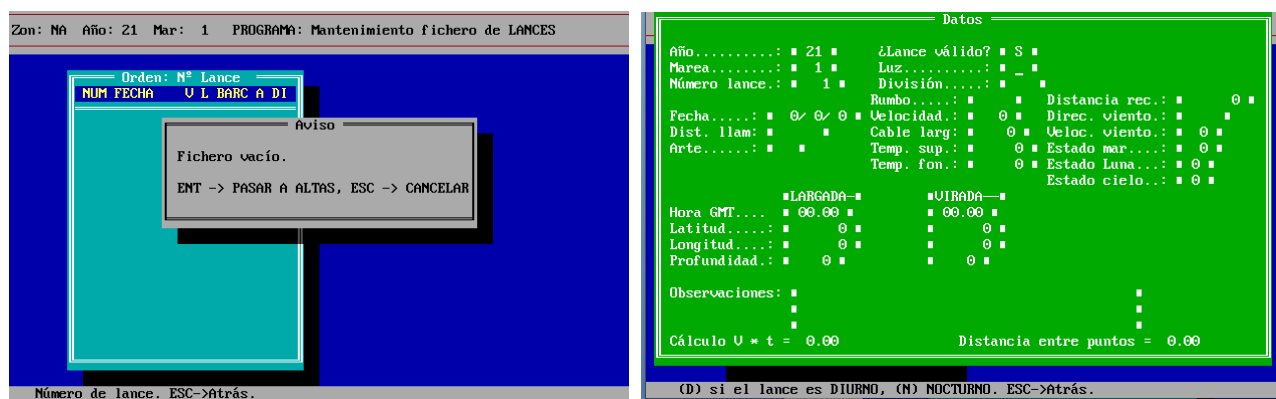 Zon: NA Año: 21 Mar: 1 PROGRAMA: Mantenimiento fichero de LANCES
Orden: Nº Lance
NUM FECHA V L BARC A DI
Aviso
Fichero vacío.
ENT -> PASAR A ALTAS, ESC -> CANCELAR
Número de lance. ESC->Atrás.
Datos
Año..........: 21 ¿Lance válido? S
Marea........: 1 Luz..........: _
Número lance.: 1 División.....:
Rumbo.....: Distancia rec.: 0
Fecha.....: 0/ 0/ 0 Velocidad.: 0 Direc. viento.:
Dist. llam: Cable larg: 0 Veloc. viento.: 0
Arte......: Temp. sup.: 0 Estado mar....: 0
Temp. fon.: 0 Estado Luna...: 0
Estado cielo..: 0
LARGADA— VIRADA——
Hora GMT.... 00.00 00.00
Latitud.....: 0 0
Longitud....: 0 0
Profundidad.: 0 0
Observaciones:
Cálculo V * t = 0.00 Distancia entre puntos = 0.00
(D) si el lance es DIURNO, (N) NOCTURNO. ESC->Atrás.